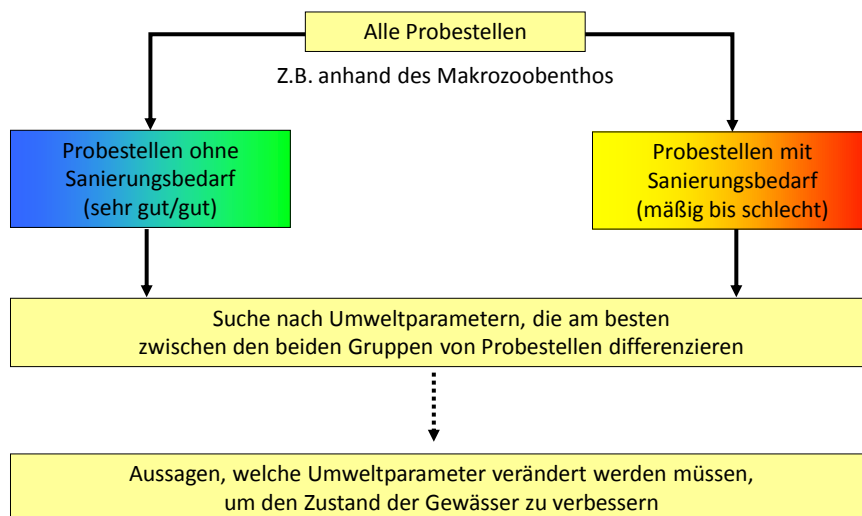 Alle Probestellen
Z.B. anhand des Makrozoobenthos
Probestellen ohne
Sanierungsbedarf
(sehr gut/gut)
Probestellen mit
Sanierungsbedarf
(mäßig bis schlecht)
Suche nach Umweltparametern, die am besten
zwischen den beiden Gruppen von Probestellen differenzieren
Aussagen, welche Umweltparameter verändert werden müssen,
um den Zustand der Gewässer zu verbessern